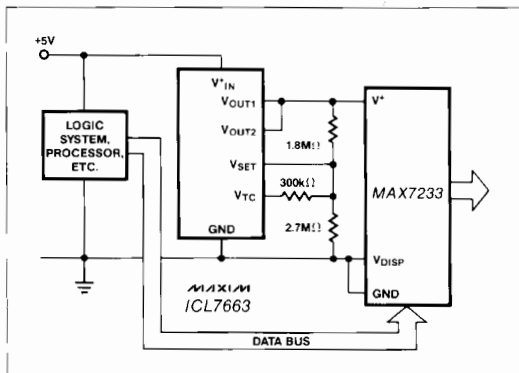 +5V
LOGIC
SYSTEM,
PROCESSOR,
ETC.
V+IN
VOUT1
VOUT2
VSET
VTC
GND
1.8MΩ
300kΩ
2.7MΩ
V+
MAX7233
VDISP
GND
MAXIM
ICL7663
DATA BUS